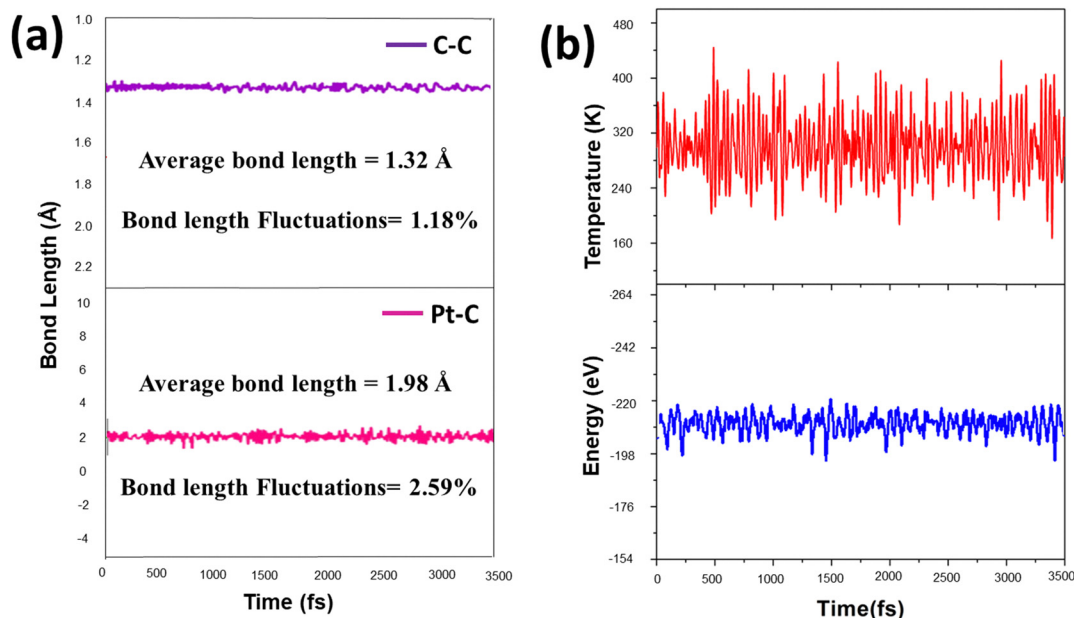 (a)
1.0
1.2
1.4
1.6
1.8
2.0
2.2
C-C
Average bond length = 1.32 Å
Bond length Fluctuations= 1.18%
Bond Length (Å)
10
8
6
4
2
0
-2
-4
Pt-C
Average bond length = 1.98 Å
Bond length Fluctuations= 2.59%
0 500 1000 1500 2000 2500 3000 3500
Time (fs)
(b)
480
400
320
240
160
Temperature (K)
-264
-242
-220
-198
-176
-154
Energy (eV)
0 500 1000 1500 2000 2500 3000 3500
Time(fs)